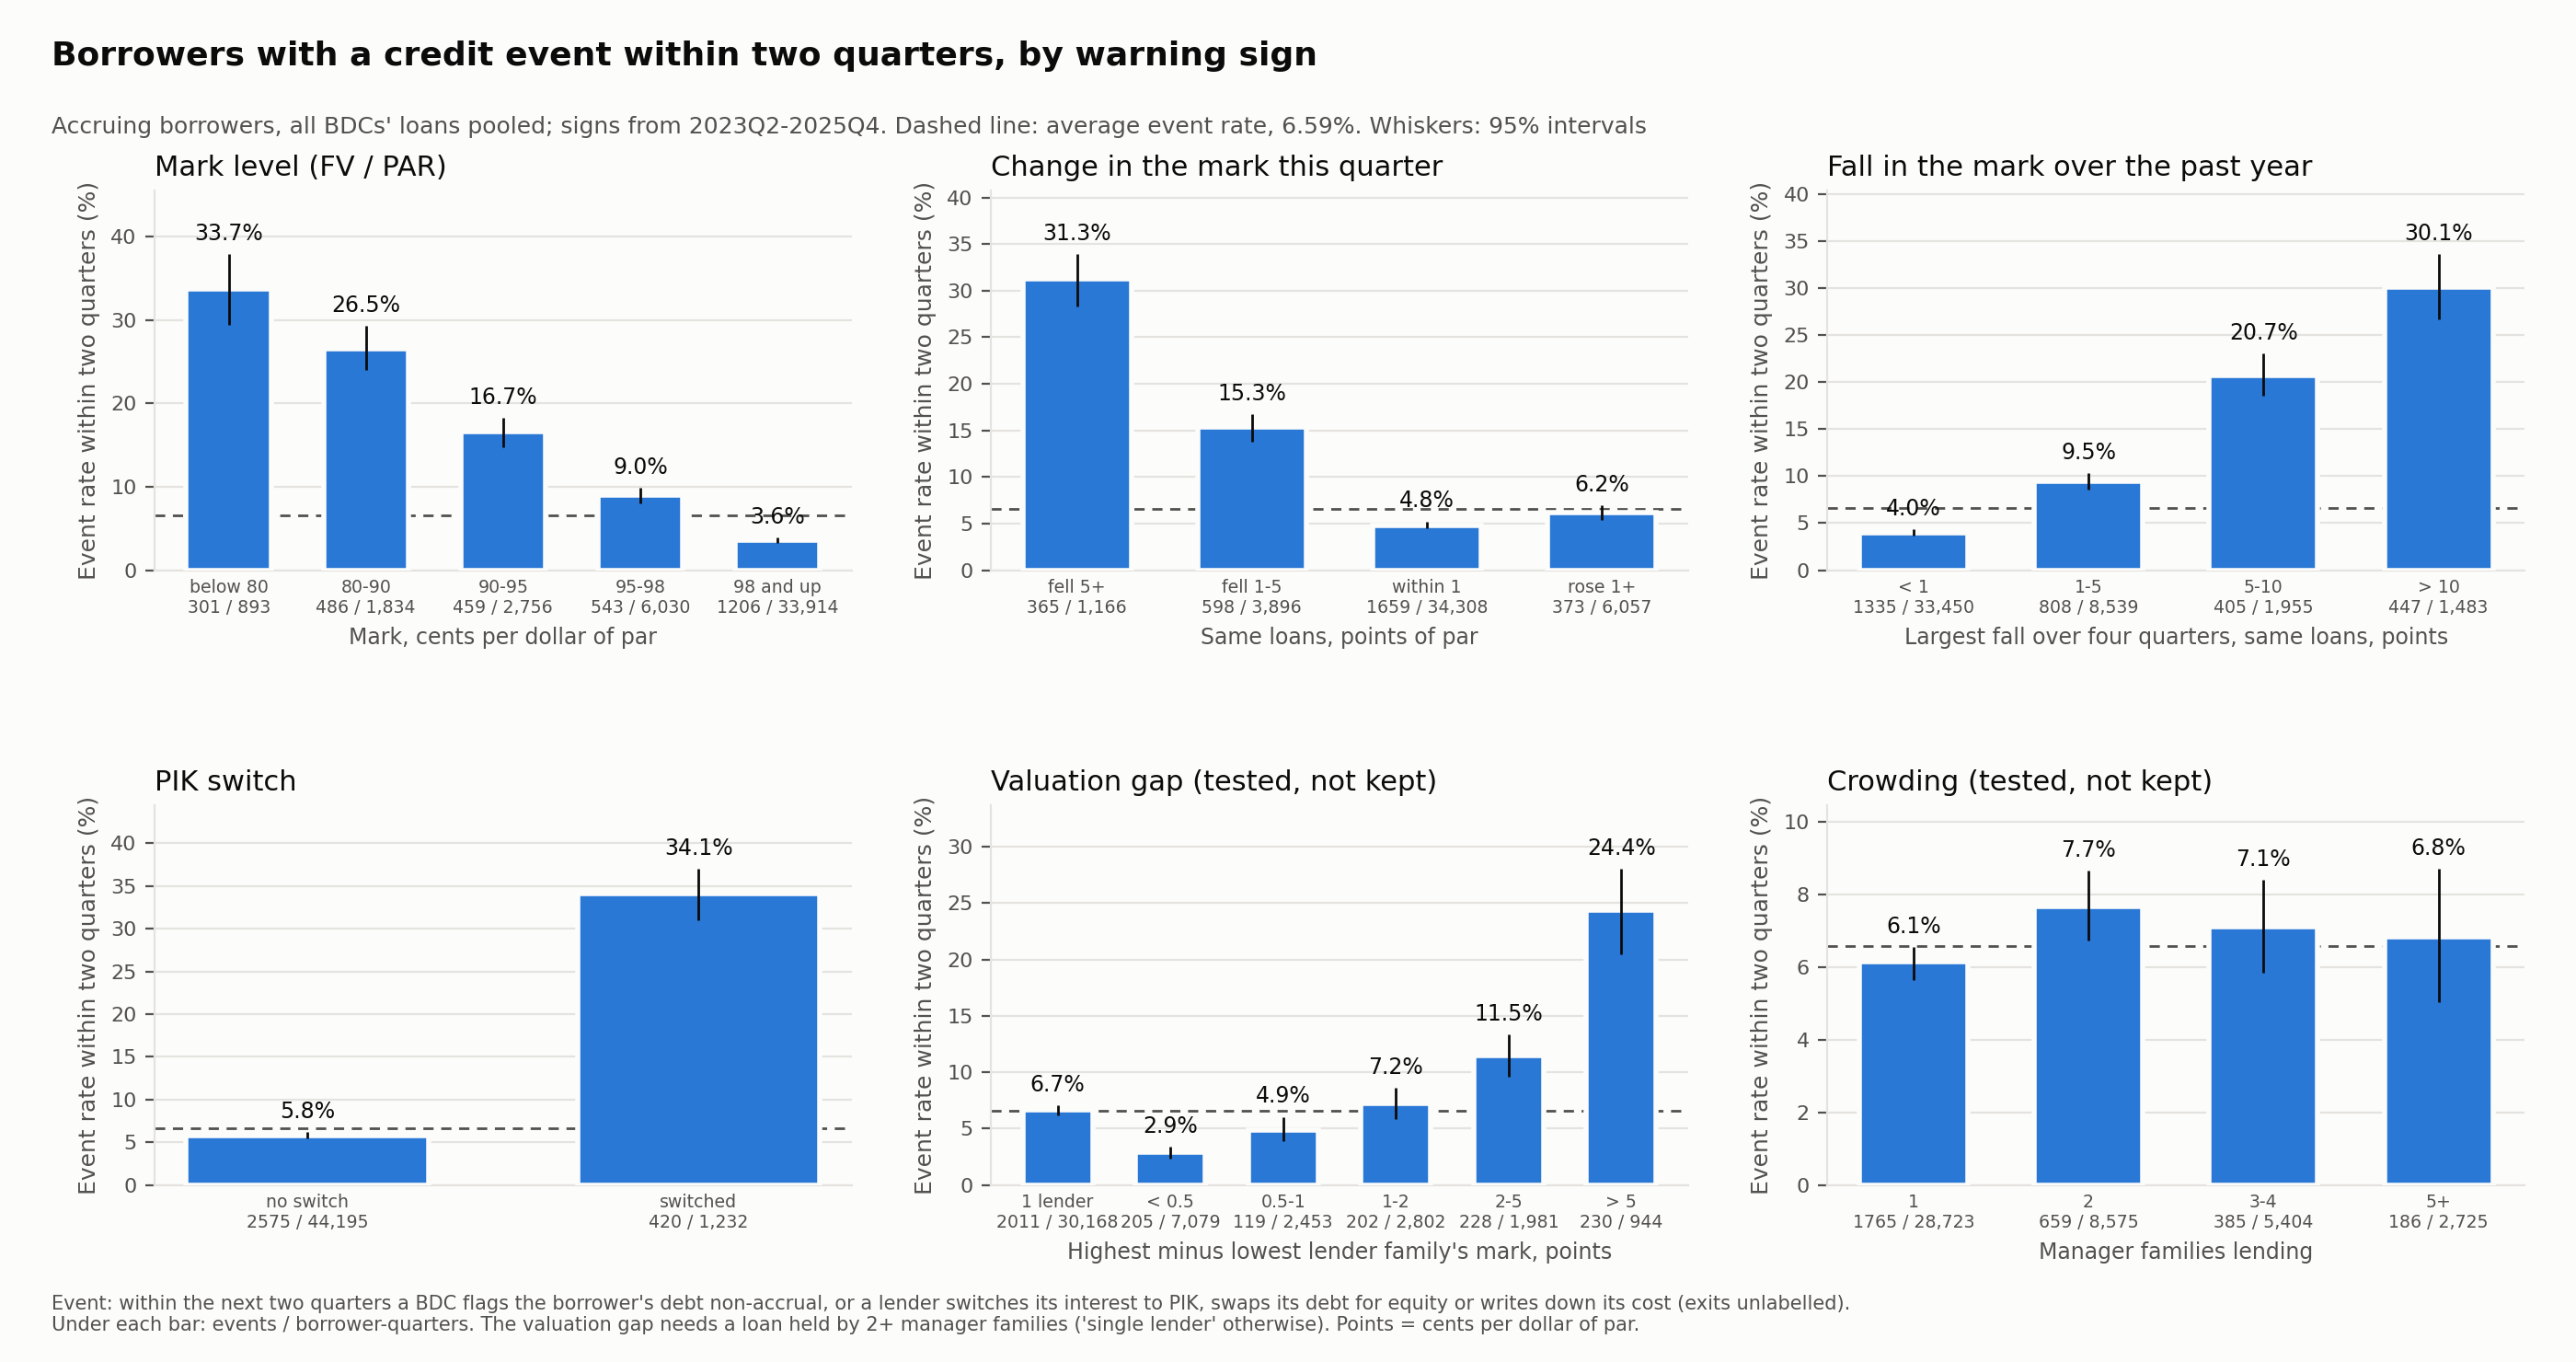 Borrowers with a credit event within two quarters, by warning sign
Accruing borrowers, all BDCs' loans pooled; signs from 2023Q2-2025Q4. Dashed line: average event rate, 6.59%. Whiskers: 95% intervals
Mark level (FV / PAR)
Event rate within two quarters (%)
40
30
20
10
0
33.7%
26.5%
16.7%
9.0%
3.6%
below 80 80-90 90-95 95-98 98 and up
301 / 893 486 / 1,834 459 / 2,756 543 / 6,030 1206 / 33,914
Mark, cents per dollar of par
Change in the mark this quarter
Event rate within two quarters (%)
40
35
30
25
20
15
10
5
0
31.3%
15.3%
4.8%
6.2%
fell 5+ fell 1-5 within 1 rose 1+
365 / 1,166 598 / 3,896 1659 / 34,308 373 / 6,057
Same loans, points of par
Fall in the mark over the past year
Event rate within two quarters (%)
40
35
30
25
20
15
10
5
0
4.0%
9.5%
20.7%
30.1%
< 1 1-5 5-10 > 10
1335 / 33,450 808 / 8,539 405 / 1,955 447 / 1,483
Largest fall over four quarters, same loans, points
PIK switch
Event rate within two quarters (%)
40
35
30
25
20
15
10
5
0
5.8%
34.1%
no switch switched
2575 / 44,195 420 / 1,232
Valuation gap (tested, not kept)
Event rate within two quarters (%)
30
25
20
15
10
5
0
6.7%
2.9%
4.9%
7.2%
11.5%
24.4%
1 lender < 0.5 0.5-1 1-2 2-5 > 5
2011 / 30,168 205 / 7,079 119 / 2,453 202 / 2,802 228 / 1,981 230 / 944
Highest minus lowest lender family's mark, points
Crowding (tested, not kept)
Event rate within two quarters (%)
10
8
6
4
2
0
6.1%
7.7%
7.1%
6.8%
1 2 3-4 5+
1765 / 28,723 659 / 8,575 385 / 5,404 186 / 2,725
Manager families lending
Event: within the next two quarters a BDC flags the borrower's debt non-accrual, or a lender switches its interest to PIK, swaps its debt for equity or writes down its cost (exits unlabelled).
Under each bar: events / borrower-quarters. The valuation gap needs a loan held by 2+ manager families ('single lender' otherwise). Points = cents per dollar of par.